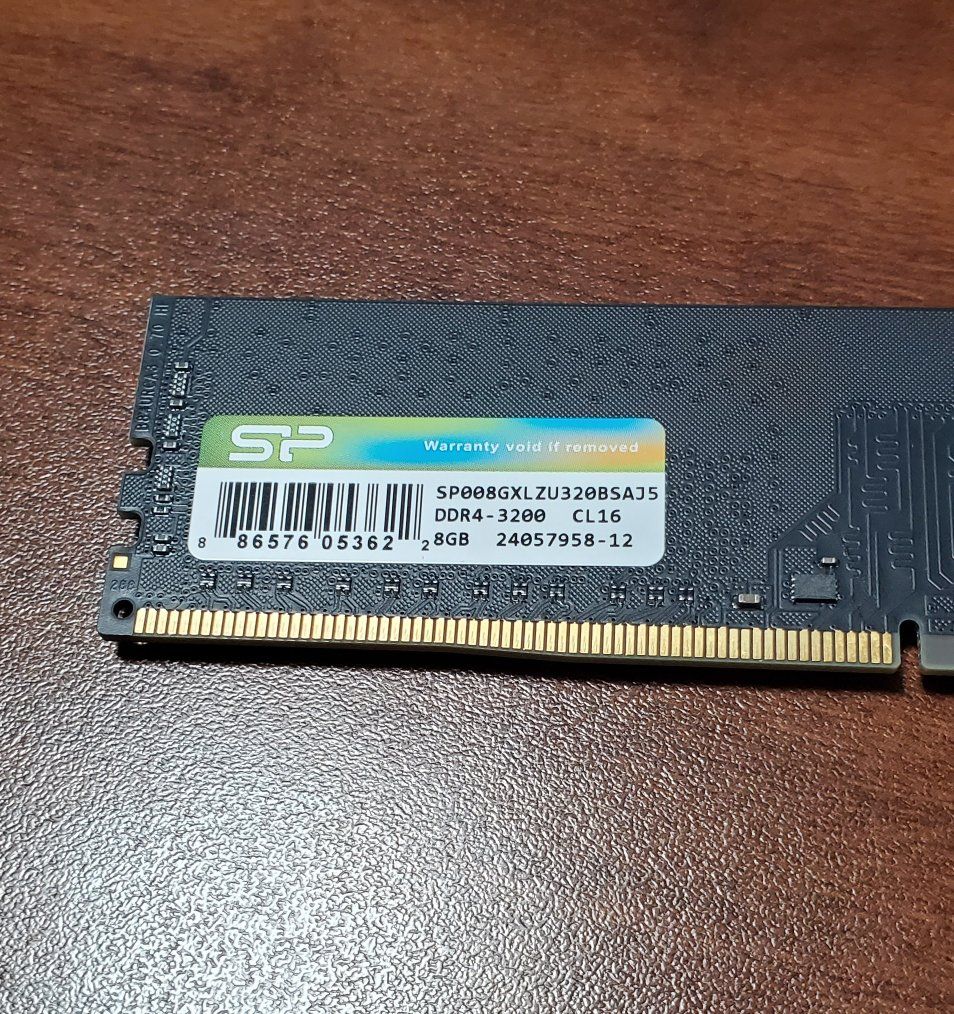 SP
Warranty void if removed
SP008GXLZU320BSAJ5
DDR4-3200 CL16
8GB 24057958-12
8 86576 05362 2